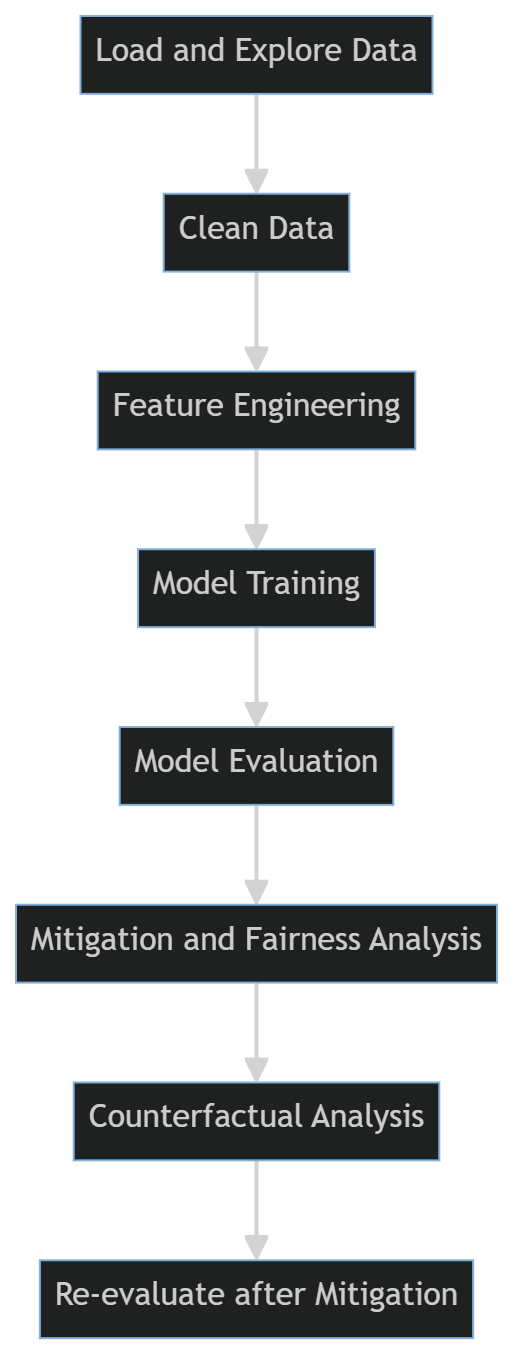 Load and Explore Data
Clean Data
Feature Engineering
Model Training
Model Evaluation
Mitigation and Fairness Analysis
Counterfactual Analysis
Re-evaluate after Mitigation